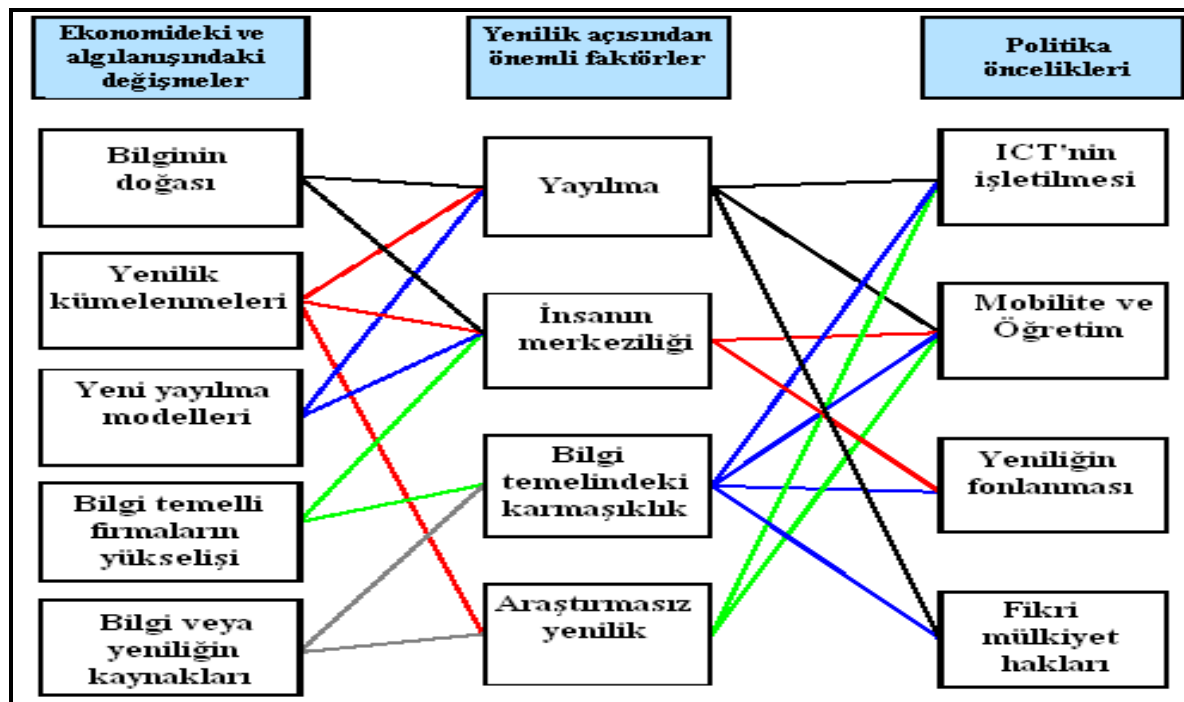 Ekonomideki ve
algılanışındaki
değişmeler
Yenilik açısından
önemli faktörler
Politika
öncelikleri
Bilginin
doğası
Yenilik
kümelenmeleri
Yeni yayılma
modelleri
Bilgi temelli
firmaların
yükselişi
Bilgi veya
yeniliğin
kaynakları
Yayılma
İnsanın
merkeziliği
Bilgi
temelindeki
karmaşıklık
Araştırmasız
yenilik
ICT'nin
işletilmesi
Mobilite ve
Öğretim
Yeniliğin
fonlanması
Fikri
mülkiyet
hakları